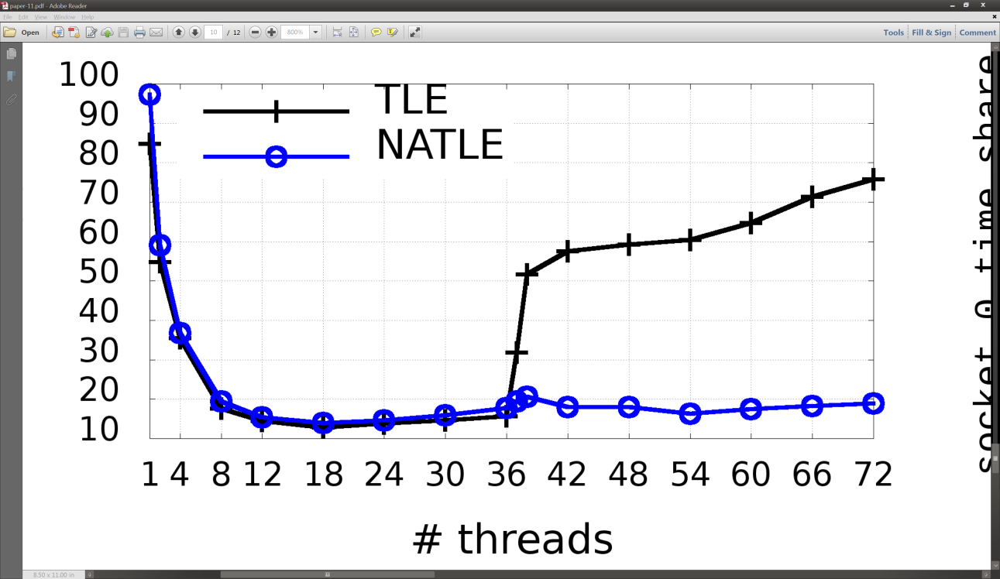 paper-11.pdf - Adobe Reader
File Edit View Window Help
Open
10 / 12
800%
Tools Fill & Sign Comment
100
90
80
70
60
50
40
30
20
10
TLE
NATLE
1 4 8 12 18 24 30 36 42 48 54 60 66 72
# threads
socket 0 time share
8.50 x 11.00 in